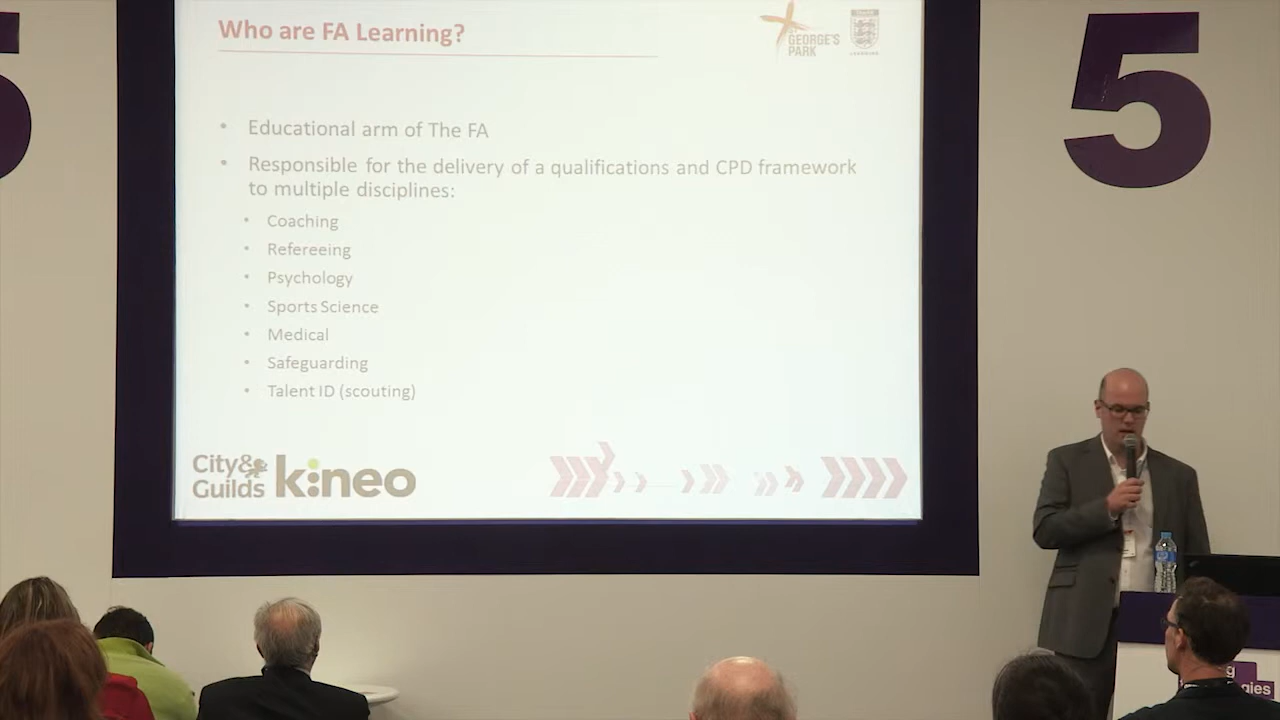 5
Who are FA Learning?
ST GEORGE'S
PARK
• Educational arm of The FA
• Responsible for the delivery of a qualifications and CPD framework
to multiple disciplines:
• Coaching
• Refereeing
• Psychology
• Sports Science
• Medical
• Safeguarding
• Talent ID (scouting)
City&
Guilds
kineo
5